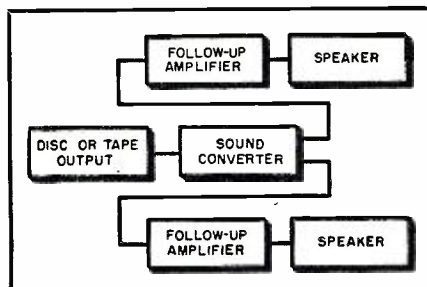 FOLLOW-UP
AMPLIFIER
SPEAKER
DISC OR TAPE
OUTPUT
SOUND
CONVERTER
FOLLOW-UP
AMPLIFIER
SPEAKER